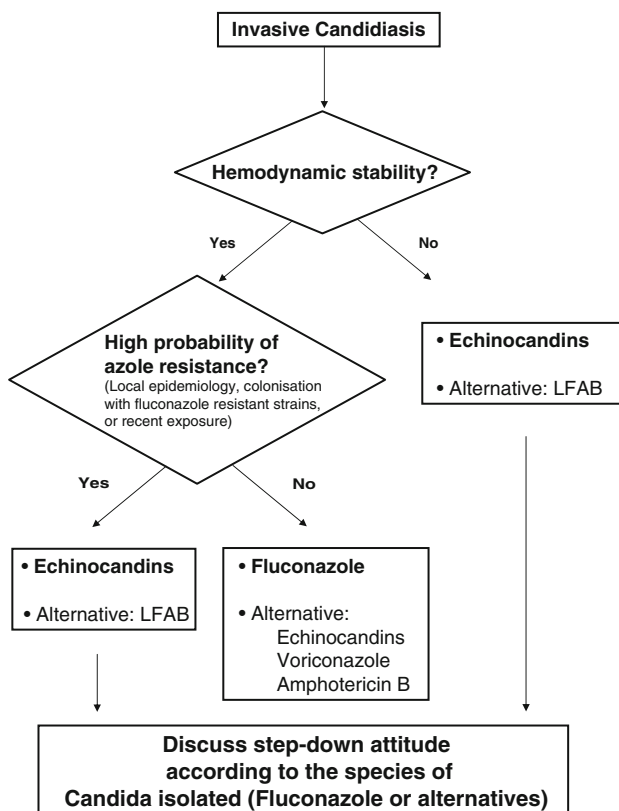 Invasive Candidiasis
Hemodynamic stability?
Yes
No
High probability of
azole resistance?
(Local epidemiology, colonisation
with fluconazole resistant strains,
or recent exposure)
• Echinocandins
• Alternative: LFAB
Yes
No
• Echinocandins
• Alternative: LFAB
• Fluconazole
• Alternative:
Echinocandins
Voriconazole
Amphotericin B
Discuss step-down attitude
according to the species of
Candida isolated (Fluconazole or alternatives)